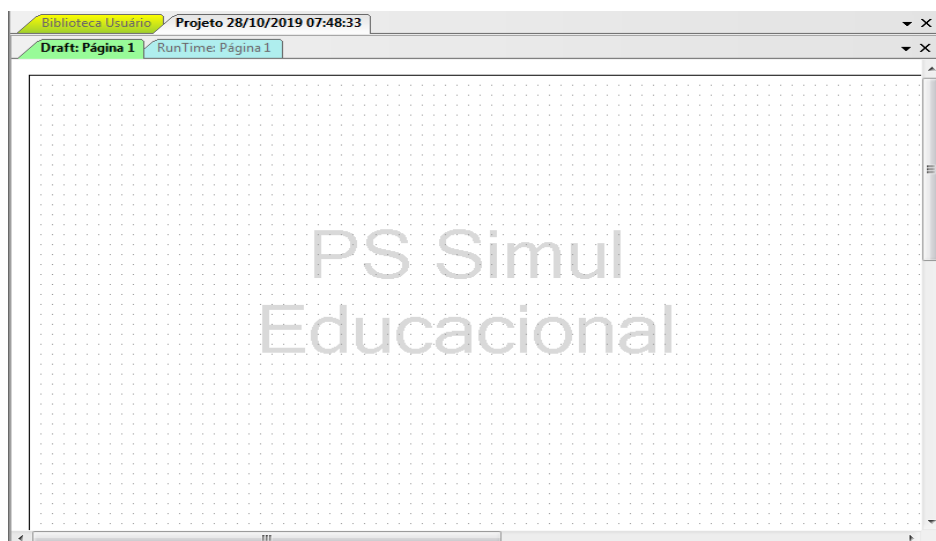 Biblioteca Usuário Projeto 28/10/2019 07:48:33
Draft: Página 1 RunTime: Página 1
PS Simul
Educacional